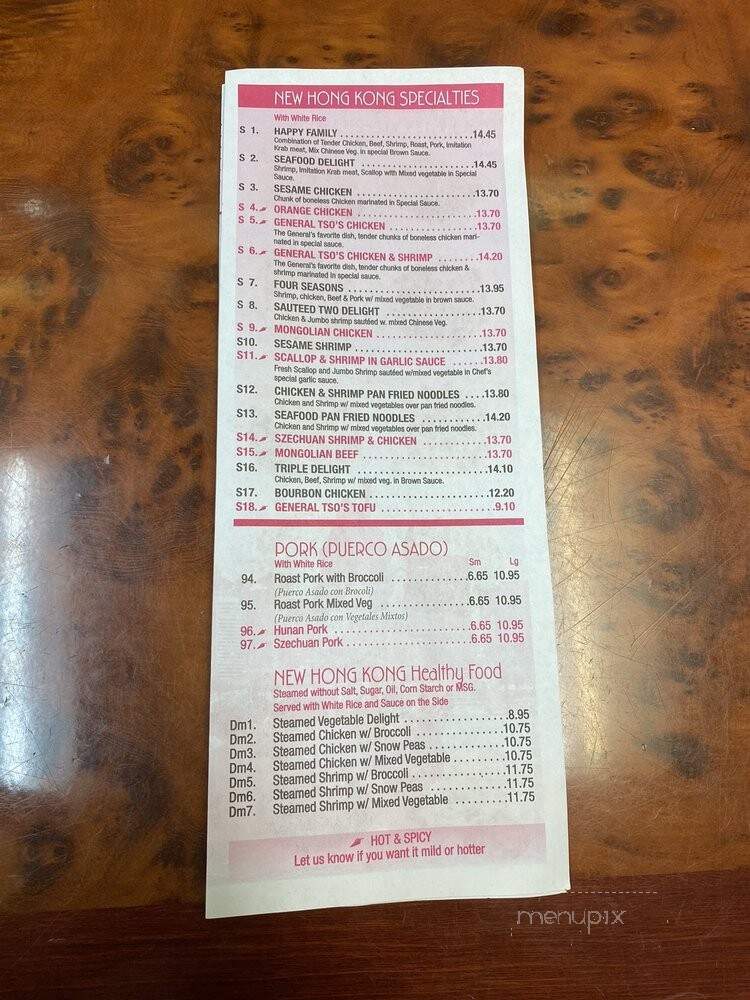 NEW HONG KONG SPECIALTIES
With White Rice
S 1. HAPPY FAMILY ........................14.45
Combination of Tender Chicken, Beef, Shrimp, Roast, Pork, Imitation
Krab meat, Mix Chinese Veg. in special Brown Sauce.
S 2. SEAFOOD DELIGHT ........................14.45
Shrimp, Imitation Krab meat, Scallop with Mixed vegetable in Special
Sauce.
S 3. SESAME CHICKEN ........................13.70
Chunk of boneless Chicken marinated in Special Sauce.
S 4. ORANGE CHICKEN ........................13.70
S 5. GENERAL TSO'S CHICKEN ..................13.70
The General's favorite dish, tender chunks of boneless chicken mari-
nated in special sauce.
S 6. GENERAL TSO'S CHICKEN & SHRIMP ........14.20
The General's favorite dish, tender chunks of boneless chicken &
shrimp marinated in special sauce.
S 7. FOUR SEASONS ........................13.95
Shrimp, chicken, Beef & Pork w/ mixed vegetable in brown sauce.
S 8. SAUTEED TWO DELIGHT ..................13.70
Chicken & Jumbo shrimp sautéed w. mixed Chinese Veg.
S 9. MONGOLIAN CHICKEN ....................13.70
S10. SESAME SHRIMP ........................13.70
S11. SCALLOP & SHRIMP IN GARLIC SAUCE ......13.80
Fresh Scallop and Jumbo Shrimp sautéed w/mixed vegetable in Chef's
special garlic sauce.
S12. CHICKEN & SHRIMP PAN FRIED NOODLES ....13.80
Chicken and Shrimp w/ mixed vegetables over pan fried noodles.
S13. SEAFOOD PAN FRIED NOODLES ............14.20
Chicken and Shrimp w/ mixed vegetables over pan fried noodles.
S14. SZECHUAN SHRIMP & CHICKEN ............13.70
S15. MONGOLIAN BEEF ......................13.70
S16. TRIPLE DELIGHT ......................14.10
Chicken, Beef, Shrimp w/ mixed veg. in Brown Sauce.
S17. BOURBON CHICKEN ......................12.20
S18. GENERAL TSO'S TOFU ....................9.10
PORK (PUERCO ASADO)
With White Rice Sm Lg
94. Roast Pork with Broccoli ............6.65 10.95
(Puerco Asado con Brocoli)
95. Roast Pork Mixed Veg ..............6.65 10.95
(Puerco Asado con Vegetales Mixtos)
96. Hunan Pork ......................6.65 10.95
97. Szechuan Pork ....................6.65 10.95
NEW HONG KONG Healthy Food
Steamed without Salt, Sugar, Oil, Corn Starch or MSG.
Served with White Rice and Sauce on the Side
Dm1. Steamed Vegetable Delight ..................8.95
Dm2. Steamed Chicken w/ Broccoli ................10.75
Dm3. Steamed Chicken w/ Snow Peas ..............10.75
Dm4. Steamed Chicken w/ Mixed Vegetable ..........10.75
Dm5. Steamed Shrimp w/ Broccoli ................11.75
Dm6. Steamed Shrimp w/ Snow Peas ..............11.75
Dm7. Steamed Shrimp w/ Mixed Vegetable ..........11.75
HOT & SPICY
Let us know if you want it mild or hotter
menupix